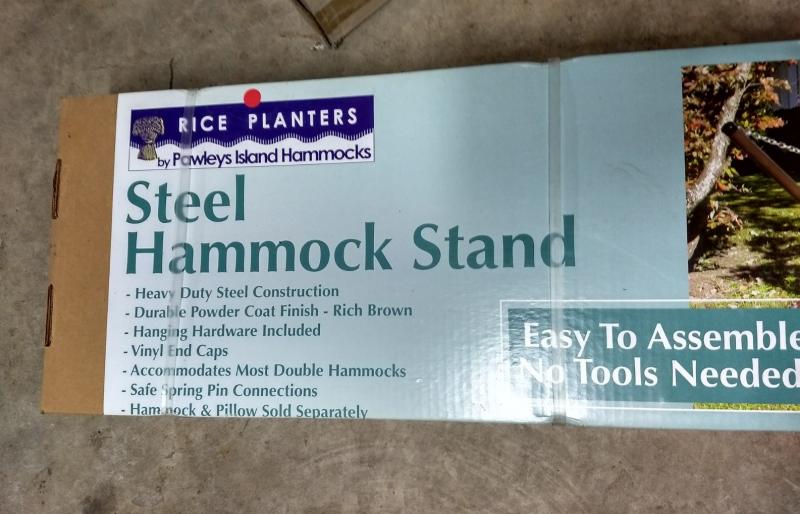 RICE PLANTERS
by Pawleys Island Hammocks
Steel
Hammock Stand
- Heavy Duty Steel Construction
- Durable Powder Coat Finish - Rich Brown
- Hanging Hardware Included
- Vinyl End Caps
- Accommodates Most Double Hammocks
- Safe Spring Pin Connections
- Hammock & Pillow Sold Separately
Easy To Assemble
No Tools Needed